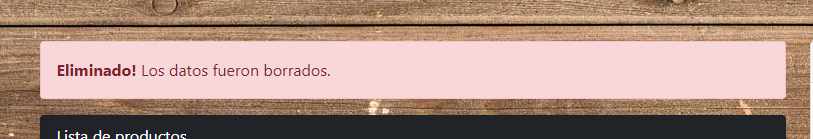 Eliminado! Los datos fueron borrados.
Lista de productos